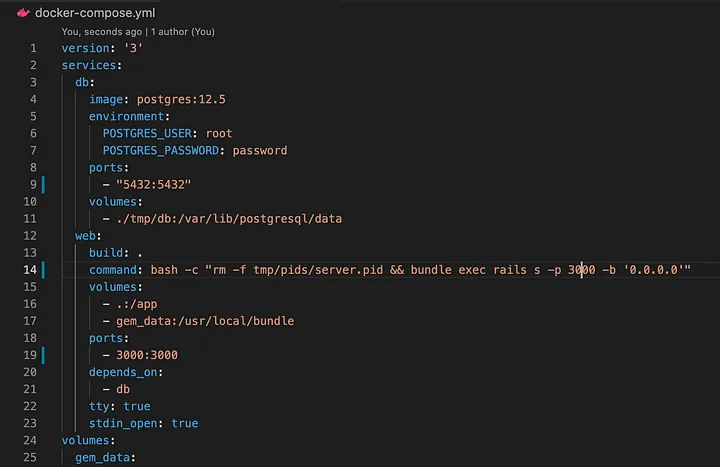 docker-compose.yml
You, seconds ago | 1 author (You)
1 version: '3'
2 services:
3   db:
4     image: postgres:12.5
5     environment:
6       POSTGRES_USER: root
7       POSTGRES_PASSWORD: password
8     ports:
9       - "5432:5432"
10     volumes:
11       - ./tmp/db:/var/lib/postgresql/data
12   web:
13     build: .
14     command: bash -c "rm -f tmp/pids/server.pid && bundle exec rails s -p 3000 -b '0.0.0.0'"
15     volumes:
16       - .:/app
17       - gem_data:/usr/local/bundle
18     ports:
19       - 3000:3000
20     depends_on:
21       - db
22     tty: true
23     stdin_open: true
24 volumes:
25   gem_data: